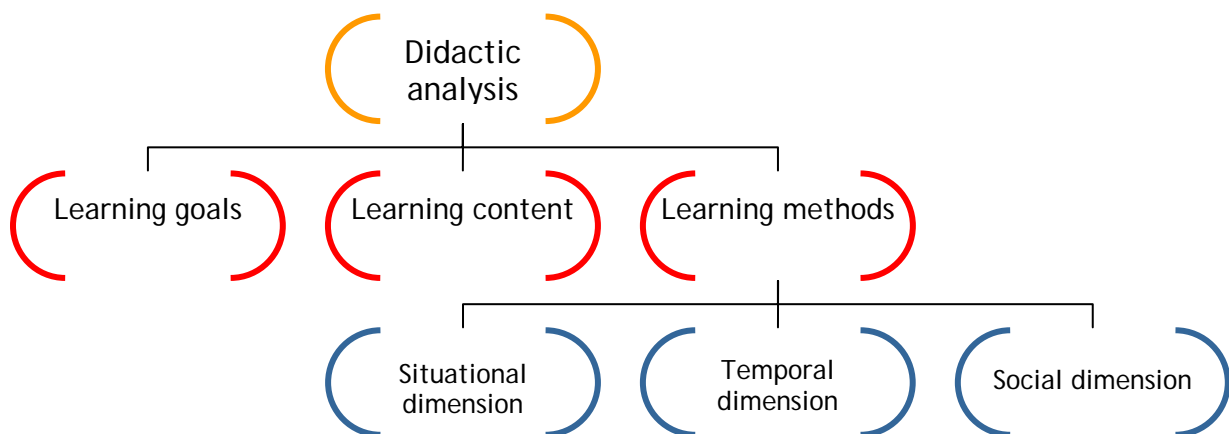 Didactic
analysis
Learning goals
Learning content
Learning methods
Situational
dimension
Temporal
dimension
Social dimension